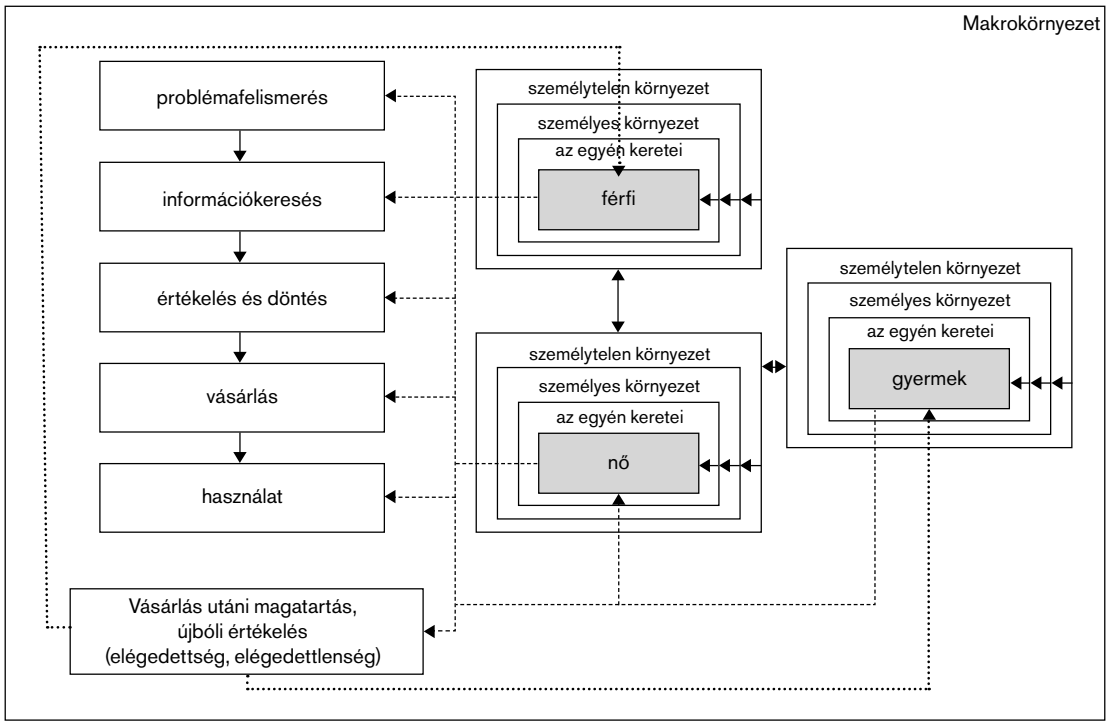 Makrokörnyezet
problémafelismerés
információkeresés
értékelés és döntés
vásárlás
használat
Vásárlás utáni magatartás,
újbóli értékelés
(elégedettség, elégedettlenség)
személytelen környezet
személyes környezet
az egyén keretei
férfi
személytelen környezet
személyes környezet
az egyén keretei
nő
személytelen környezet
személyes környezet
az egyén keretei
gyermek